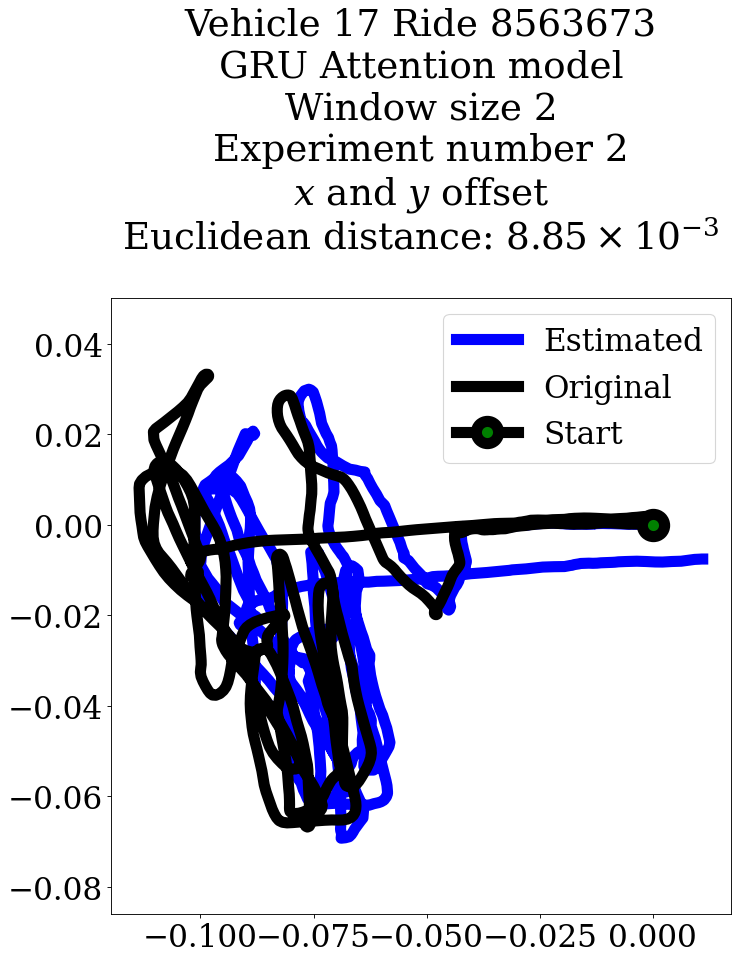 Vehicle 17 Ride 8563673
GRU Attention model
Window size 2
Experiment number 2
x and y offset
Euclidean distance: 8.85 × 10⁻³
Estimated
Original
Start
0.04
0.02
0.00
−0.02
−0.04
−0.06
−0.08
−0.100 −0.075 −0.050 −0.025 0.000